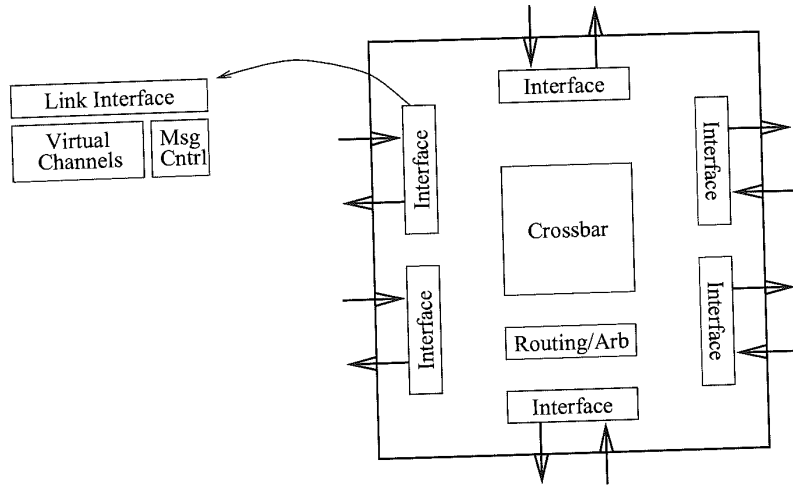 Interface
Link Interface
Virtual
Channels
Msg
Cntrl
Interface
Interface
Crossbar
Interface
Interface
Routing/Arb
Interface